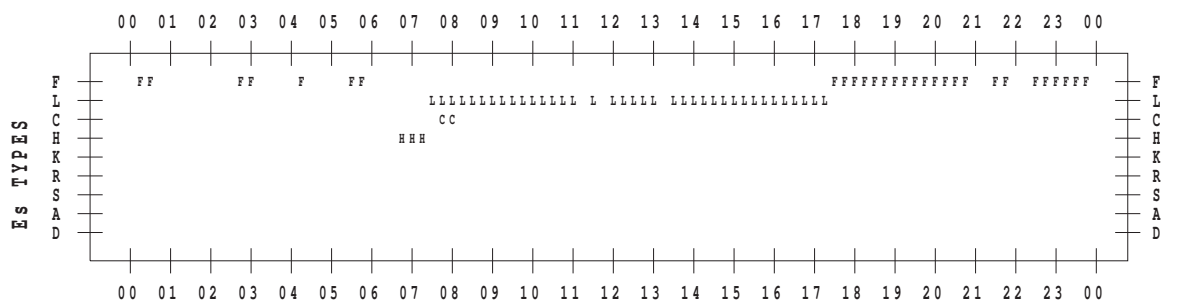 00 01 02 03 04 05 06 07 08 09 10 11 12 13 14 15 16 17 18 19 20 21 22 23 00
F FF FF F FF FFFFFFFFFFFFFF FF FFFFFF F
L LLLLLLLLLLLLLLL L LLLLL LLLLLLLLLLLLLLLL L
C CC C
H HHH H
K K
R R
S S
A A
D D
Es TYPES
00 01 02 03 04 05 06 07 08 09 10 11 12 13 14 15 16 17 18 19 20 21 22 23 00